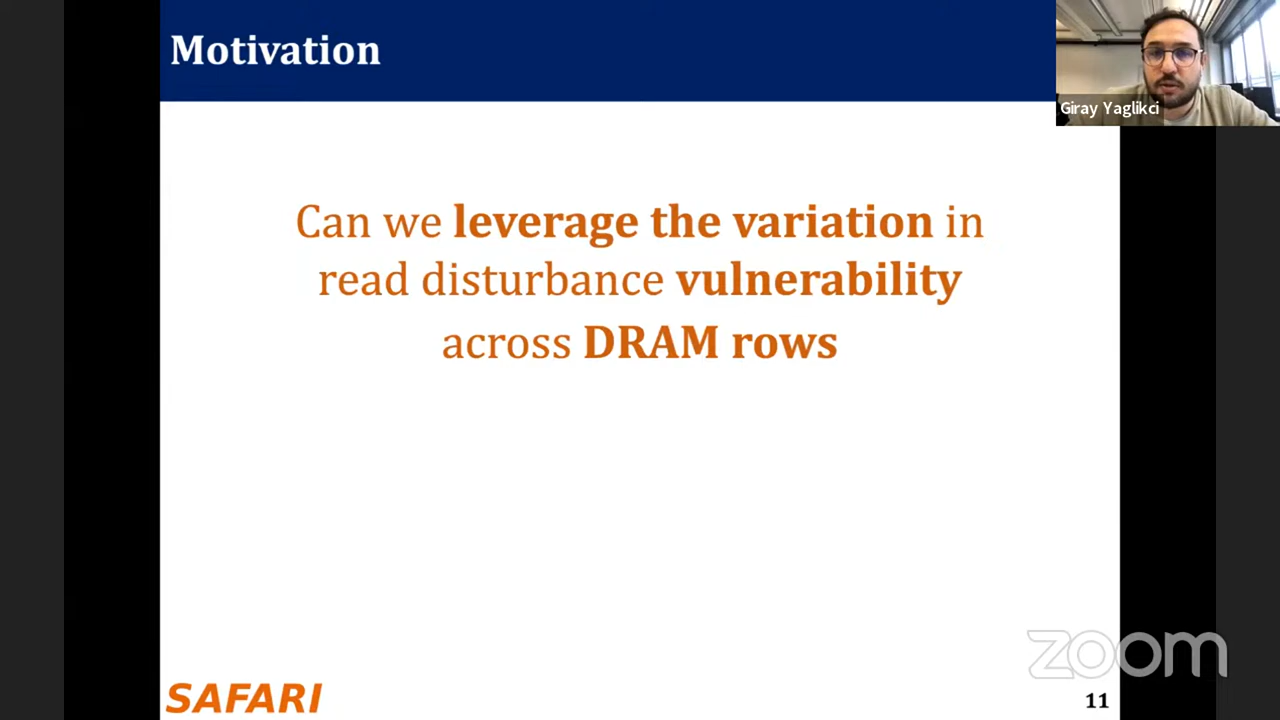 Motivation
Giray Yaglikci
Can we leverage the variation in
read disturbance vulnerability
across DRAM rows
zoom
SAFARI
11